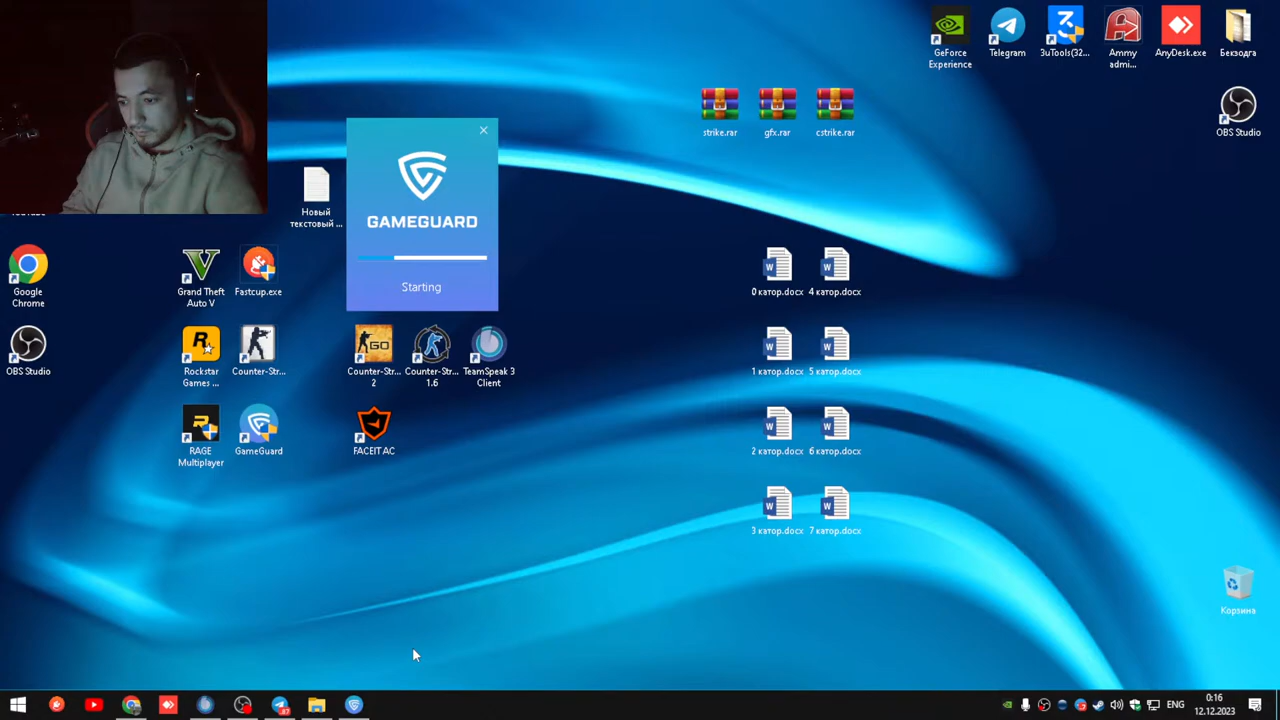 GeForce
Experience
Telegram
3uTools(32...
Ammy
admi...
AnyDesk.exe
Бекзодга
strike.rar
gfx.rar
cstrike.rar
OBS Studio
Новый
текстовый ...
GAMEGUARD
Starting
Google
Chrome
Grand Theft
Auto V
Fastcup.exe
0 катор.docx
4 катор.docx
OBS Studio
Rockstar
Games ...
Counter-Str...
Counter-Str...
2
Counter-Str...
1.6
TeamSpeak 3
Client
1 катор.docx
5 катор.docx
RAGE
Multiplayer
GameGuard
FACEIT AC
2 катор.docx
6 катор.docx
3 катор.docx
7 катор.docx
Корзина
ENG
0:16
12.12.2023